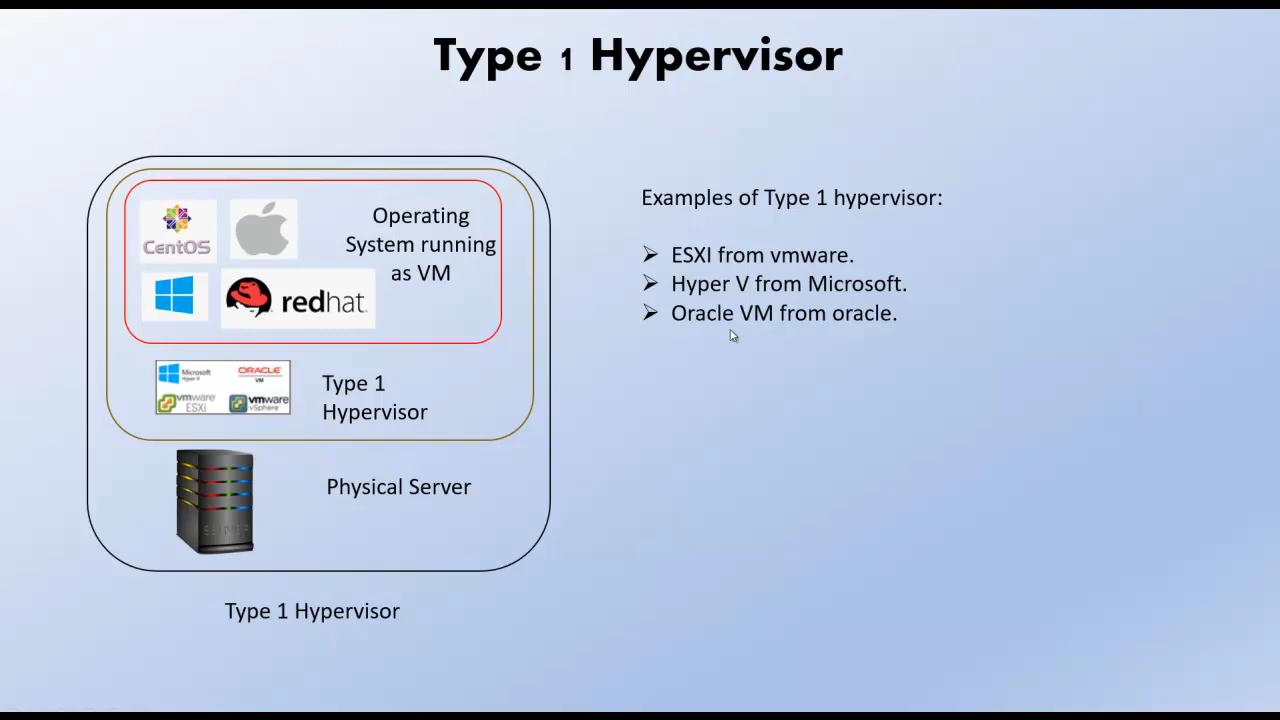 Type 1 Hypervisor
CentOS
Operating
System running
as VM
redhat.
Microsoft
Hyper-V
ORACLE
VM
vmware
ESXi
vmware
vSphere
Type 1
Hypervisor
Physical Server
Type 1 Hypervisor
Examples of Type 1 hypervisor:
ESXI from vmware.
Hyper V from Microsoft.
Oracle VM from oracle.